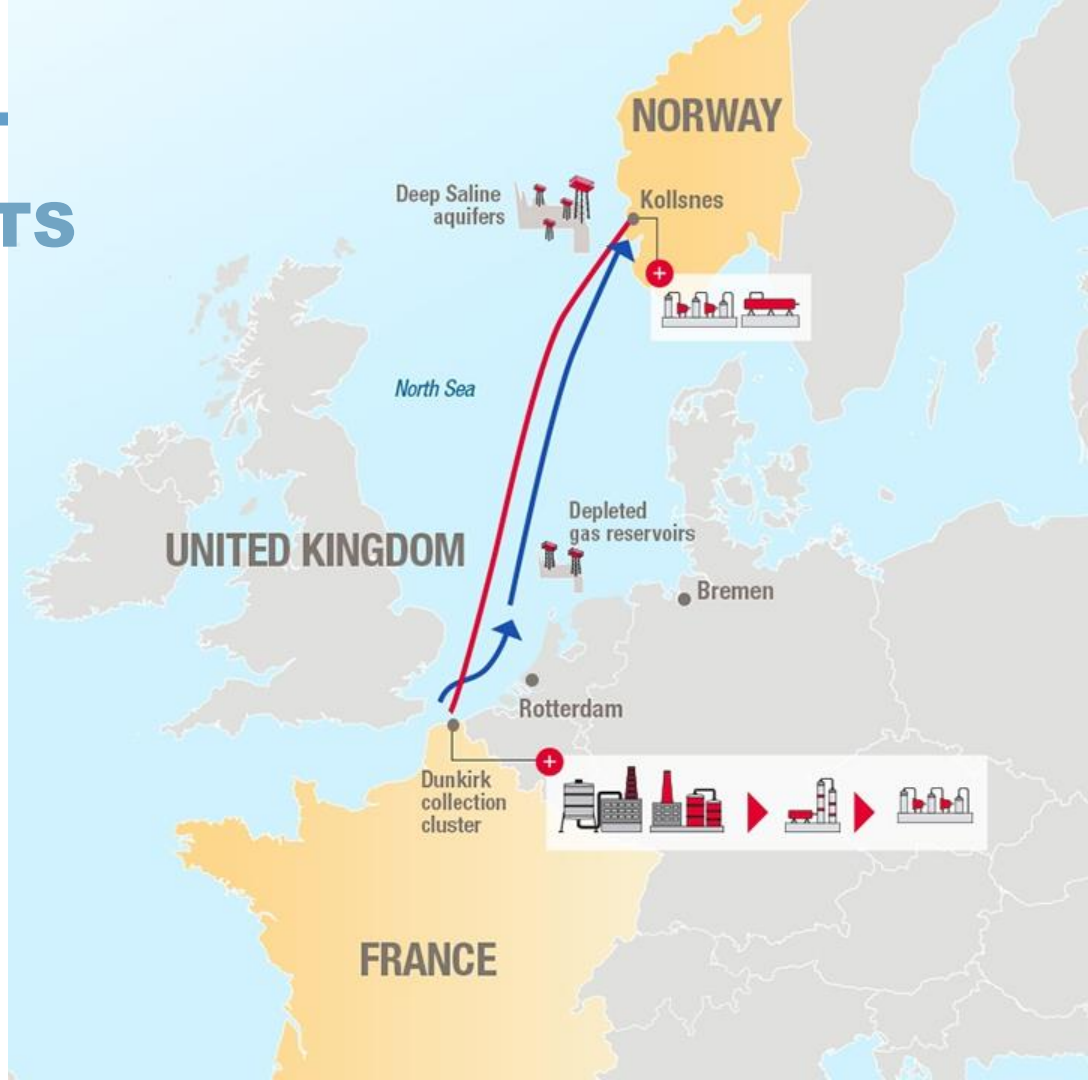 TS
NORWAY
Deep Saline
aquifers
Kollsnes
+
North Sea
Depleted
gas reservoirs
UNITED KINGDOM
Bremen
Rotterdam
+
Dunkirk
collection
cluster
FRANCE